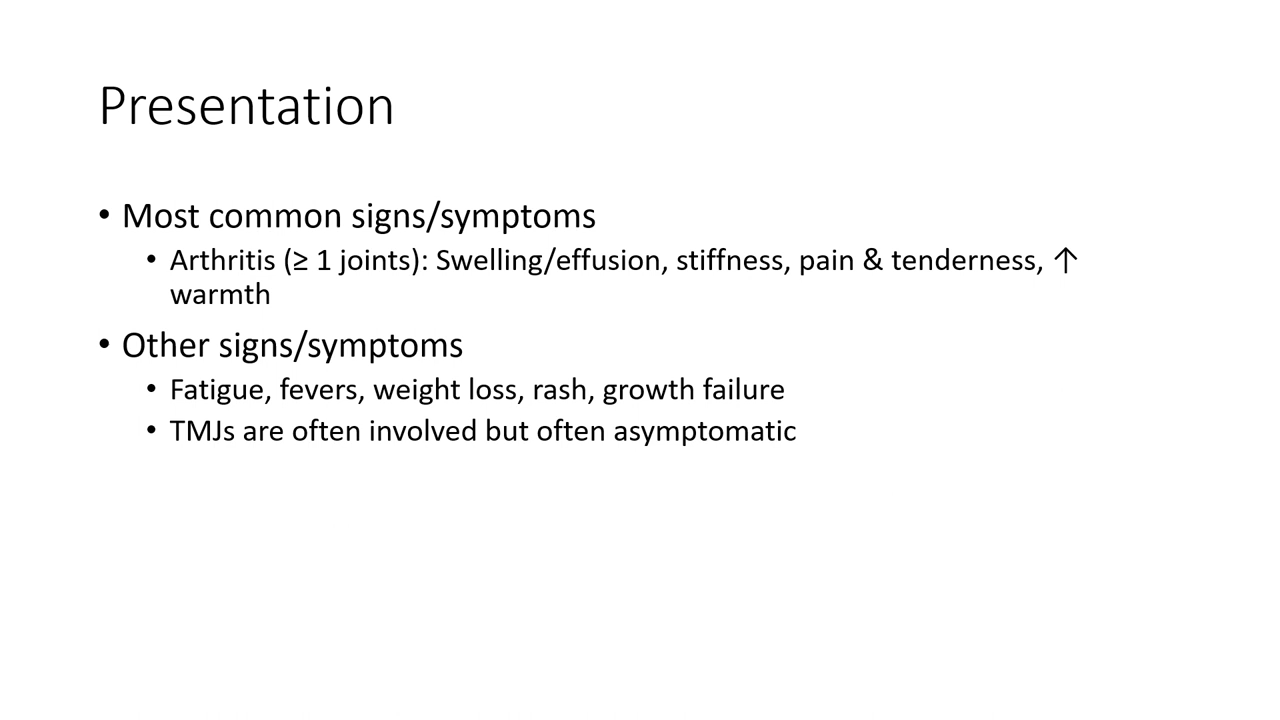 Presentation
• Most common signs/symptoms
• Arthritis (≥ 1 joints): Swelling/effusion, stiffness, pain & tenderness, ↑
warmth
• Other signs/symptoms
• Fatigue, fevers, weight loss, rash, growth failure
• TMJs are often involved but often asymptomatic